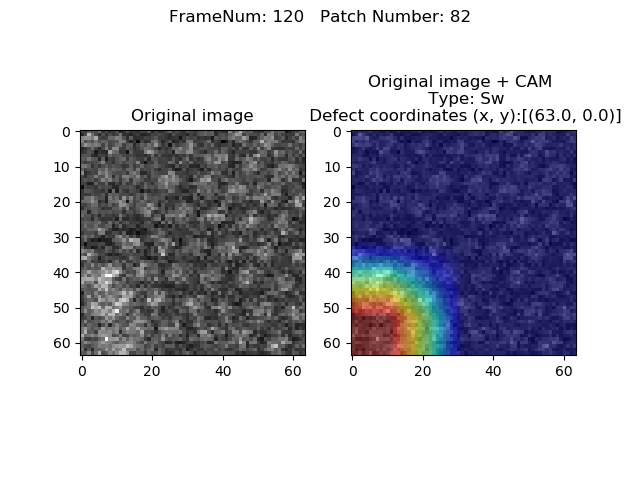 FrameNum: 120   Patch Number: 82
Original image
Original image + CAM
Type: Sw
Defect coordinates (x, y):[(63.0, 0.0)]
0
10
20
30
40
50
60
0 20 40 60
0
10
20
30
40
50
60
0 20 40 60